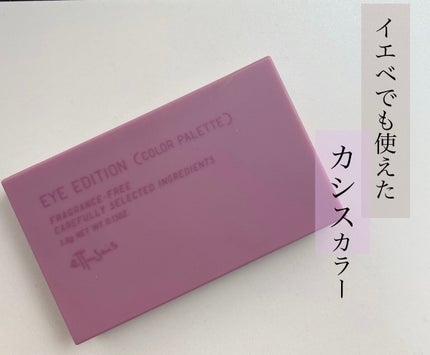 イエベでも使えた
カシスカラー
EYE EDITION (COLOR PALETTE)
FRAGRANCE-FREE
CAREFULLY SELECTED INGREDIENTS
ettusais